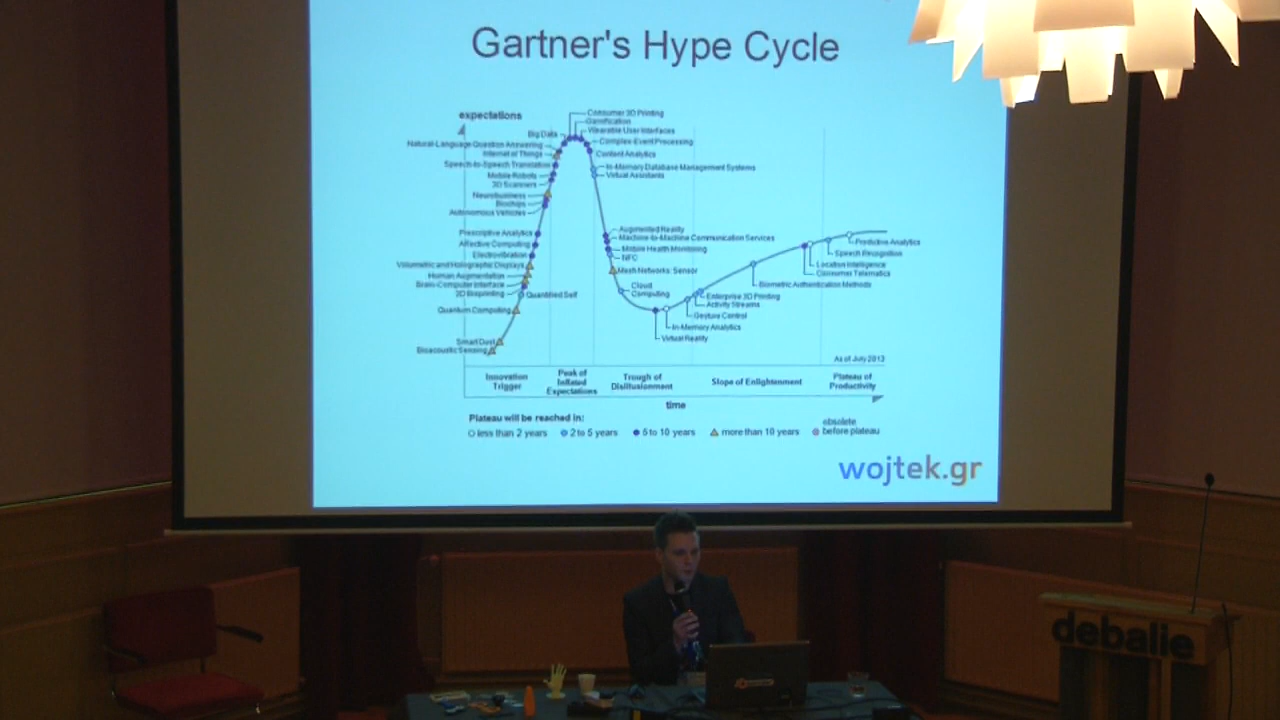 Gartner's Hype Cycle
expectations
Consumer 3D Printing
Gamification
Wearable User Interfaces
Big Data
Complex-Event Processing
Natural-Language Question Answering
Content Analytics
Internet of Things
Speech-to-Speech Translation
In-Memory Database Management Systems
Mobile Robots
Virtual Assistants
3D Scanners
Neurobusiness
Biochips
Autonomous Vehicles
Augmented Reality
Prescriptive Analytics
Machine-to-Machine Communication Services
Affective Computing
Mobile Health Monitoring
Electrovibration
NFC
Volumetric and Holographic Displays
Mesh Networks: Sensor
Human Augmentation
Brain-Computer Interface
Cloud
Computing
3D Bioprinting
Quantified Self
Quantum Computing
Smart Dust
Bioacoustic Sensing
Predictive Analytics
Speech Recognition
Location Intelligence
Consumer Telematics
Biometric Authentication Methods
Enterprise 3D Printing
Activity Streams
Gesture Control
In-Memory Analytics
Virtual Reality
As of July 2013
Innovation
Trigger
Peak of
Inflated
Expectations
Trough of
Disillusionment
Slope of Enlightenment
Plateau of
Productivity
time
Plateau will be reached in:
less than 2 years
2 to 5 years
5 to 10 years
more than 10 years
obsolete
before plateau
wojtek.gr
debalie